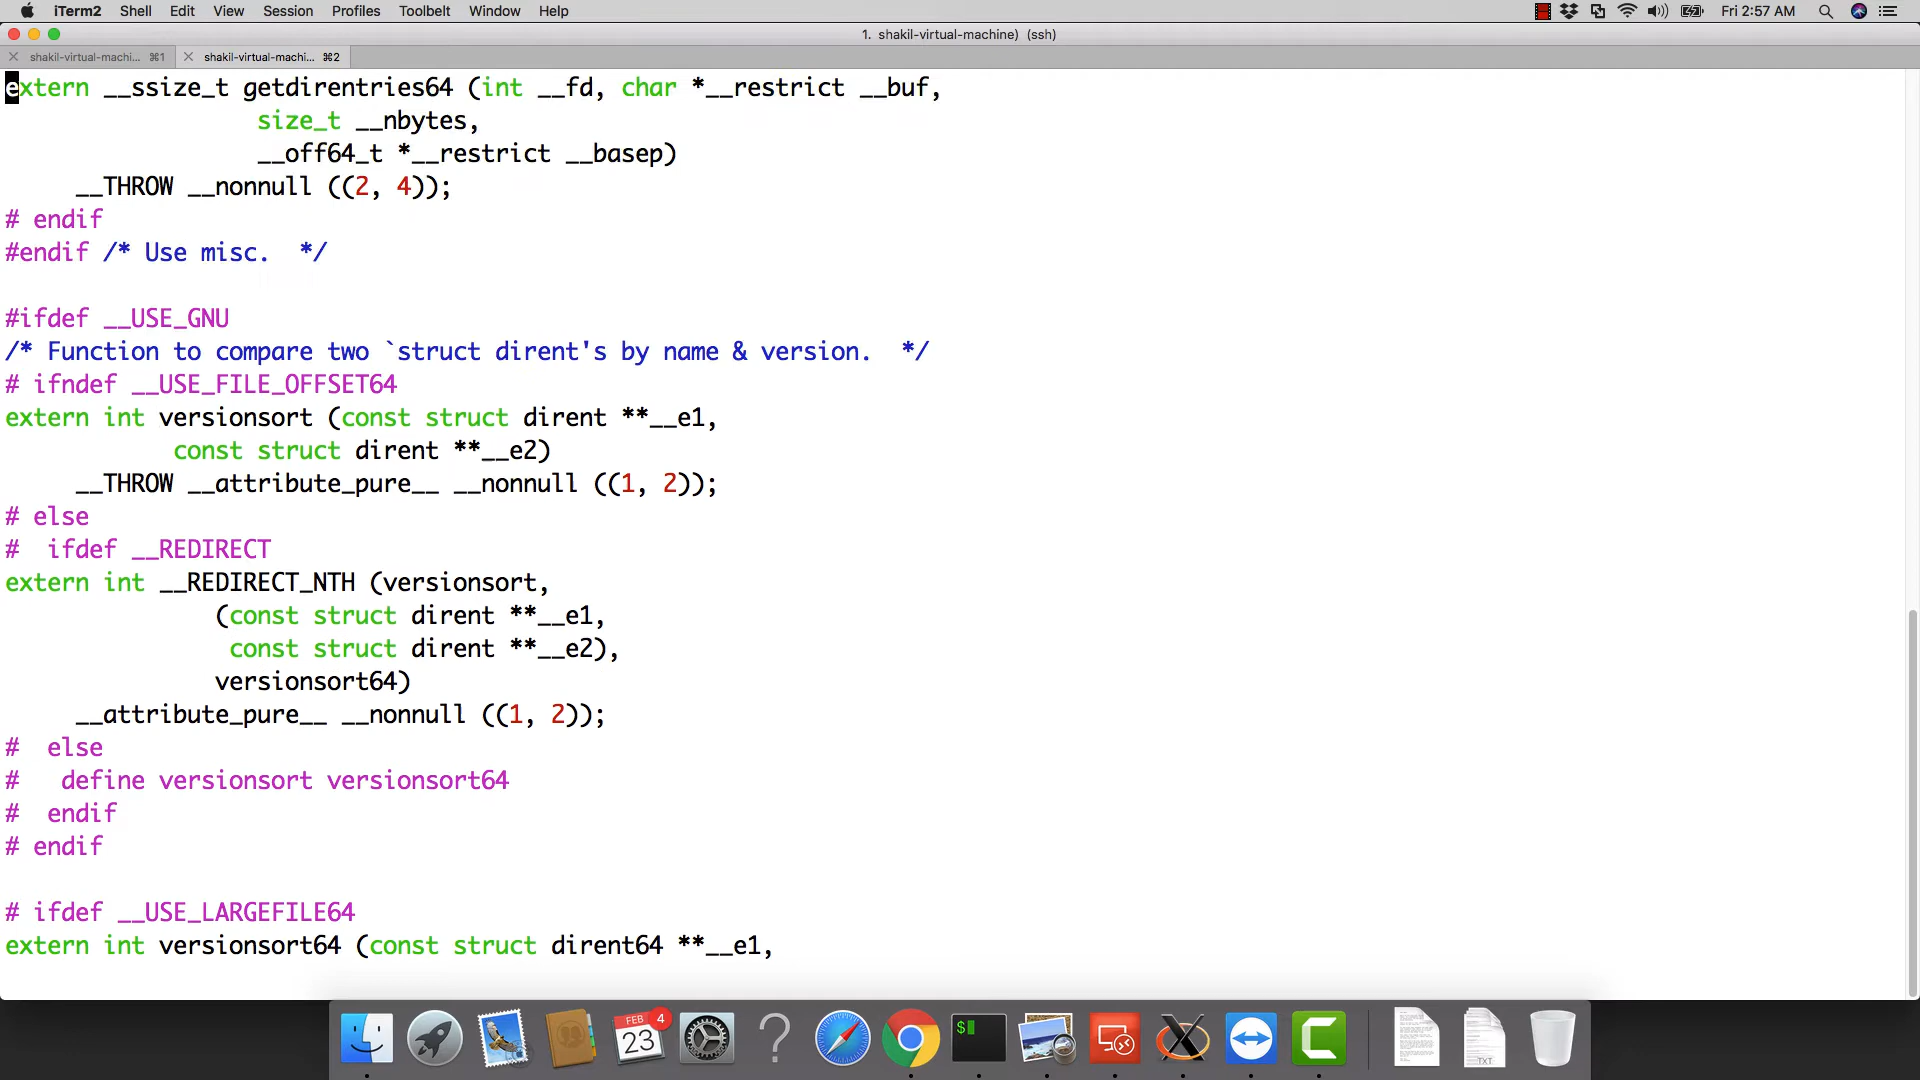 iTerm2 Shell Edit View Session Profiles Toolbelt Window Help Fri 2:57 AM
1. shakil-virtual-machine) (ssh)
shakil-virtual-machi... ⌘1 shakil-virtual-machi... ⌘2
extern __ssize_t getdirentries64 (int __fd, char *__restrict __buf,
size_t __nbytes,
__off64_t *__restrict __basep)
__THROW __nonnull ((2, 4));
# endif
#endif /* Use misc.  */
#ifdef __USE_GNU
/* Function to compare two `struct dirent's by name & version.  */
# ifndef __USE_FILE_OFFSET64
extern int versionsort (const struct dirent **__e1,
const struct dirent **__e2)
__THROW __attribute_pure__ __nonnull ((1, 2));
# else
#  ifdef __REDIRECT
extern int __REDIRECT_NTH (versionsort,
(const struct dirent **__e1,
const struct dirent **__e2),
versionsort64)
__attribute_pure__ __nonnull ((1, 2));
#  else
#   define versionsort versionsort64
#  endif
# endif
# ifdef __USE_LARGEFILE64
extern int versionsort64 (const struct dirent64 **__e1,
FEB 4
23
$
TXT